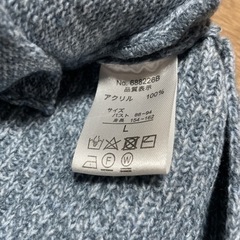 No. 888226B
品質表示
アクリル 100%
サイズ
バスト 86-94
身長 154-162
L